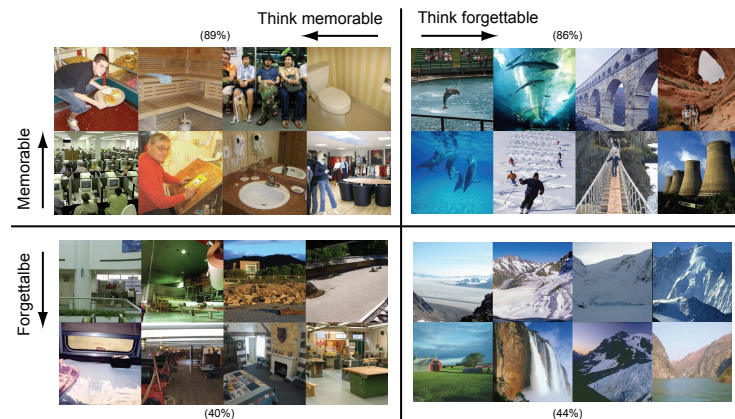 Think memorable
Think forgettable
(89%)
(86%)
Memorable
Forgettalbe
(40%)
(44%)